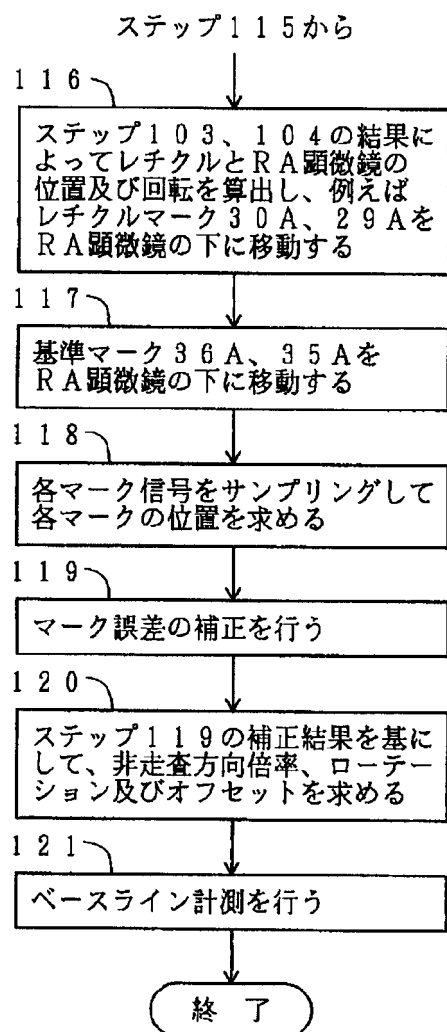 ステップ115から
116
ステップ103、104の結果に
よってレチクルとRA顕微鏡の
位置及び回転を算出し、例えば
レチクルマーク30A、29Aを
RA顕微鏡の下に移動する
117
基準マーク36A、35Aを
RA顕微鏡の下に移動する
118
各マーク信号をサンプリングして
各マークの位置を求める
119
マーク誤差の補正を行う
120
ステップ119の補正結果を基に
して、非走査方向倍率、ローテー
ション及びオフセットを求める
121
ベースライン計測を行う
終了